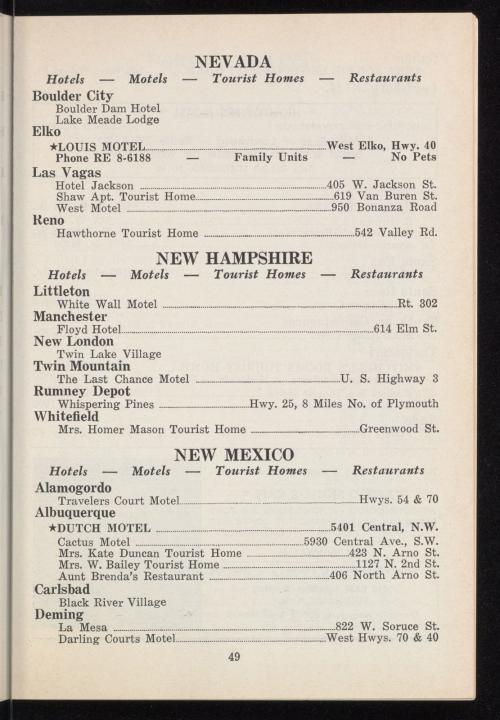 NEVADA
Hotels — Motels — Tourist Homes — Restaurants
Boulder City
Boulder Dam Hotel
Lake Meade Lodge
Elko
★LOUIS MOTEL West Elko, Hwy. 40
Phone RE 8-6188 — Family Units — No Pets
Las Vagas
Hotel Jackson 405 W. Jackson St.
Shaw Apt. Tourist Home 619 Van Buren St.
West Motel 950 Bonanza Road
Reno
Hawthorne Tourist Home 542 Valley Rd.
NEW HAMPSHIRE
Hotels — Motels — Tourist Homes — Restaurants
Littleton
White Wall Motel Rt. 302
Manchester
Floyd Hotel 614 Elm St.
New London
Twin Lake Village
Twin Mountain
The Last Chance Motel U. S. Highway 3
Rumney Depot
Whispering Pines Hwy. 25, 8 Miles No. of Plymouth
Whitefield
Mrs. Homer Mason Tourist Home Greenwood St.
NEW MEXICO
Hotels — Motels — Tourist Homes — Restaurants
Alamogordo
Travelers Court Motel Hwys. 54 & 70
Albuquerque
★DUTCH MOTEL 5401 Central, N.W.
Cactus Motel 5930 Central Ave., S.W.
Mrs. Kate Duncan Tourist Home 423 N. Arno St.
Mrs. W. Bailey Tourist Home 1127 N. 2nd St.
Aunt Brenda's Restaurant 406 North Arno St.
Carlsbad
Black River Village
Deming
La Mesa 822 W. Soruce St.
Darling Courts Motel West Hwys. 70 & 40
49